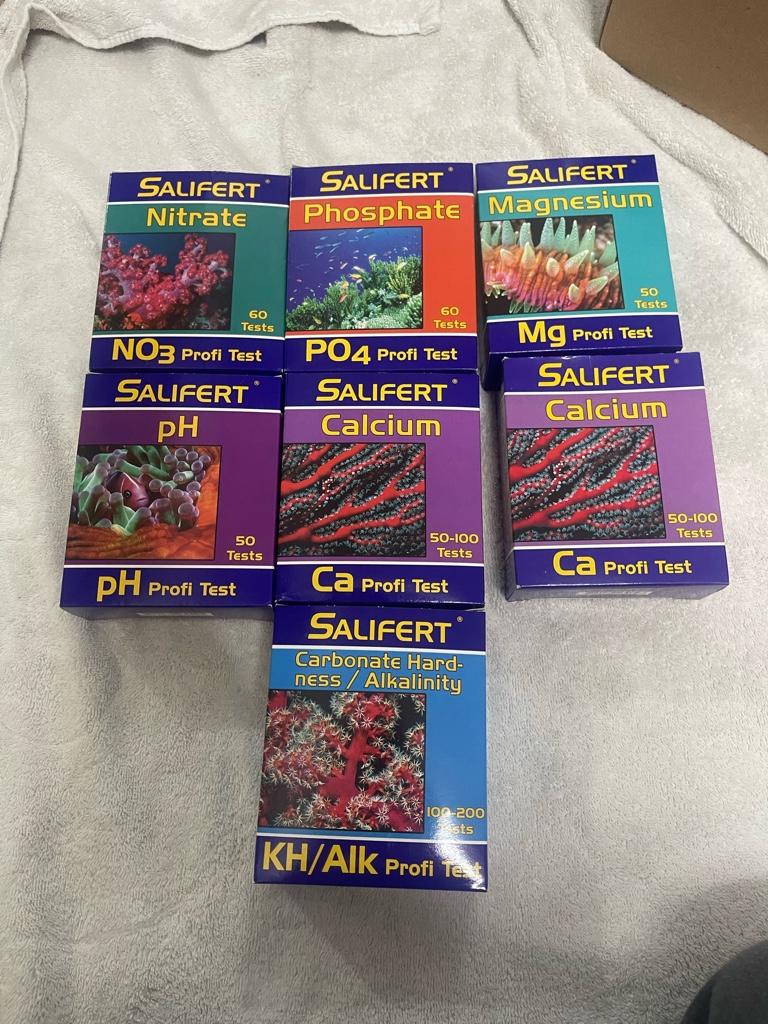 SALIFERT®
Nitrate
60
Tests
NO3 Profi Test
SALIFERT®
Phosphate
60
Tests
PO4 Profi Test
SALIFERT®
Magnesium
50
Tests
Mg Profi Test
SALIFERT®
pH
50
Tests
pH Profi Test
SALIFERT®
Calcium
50-100
Tests
Ca Profi Test
SALIFERT®
Calcium
50-100
Tests
Ca Profi Test
SALIFERT®
Carbonate Hard-
ness / Alkalinity
100-200
Tests
KH/Alk Profi Test